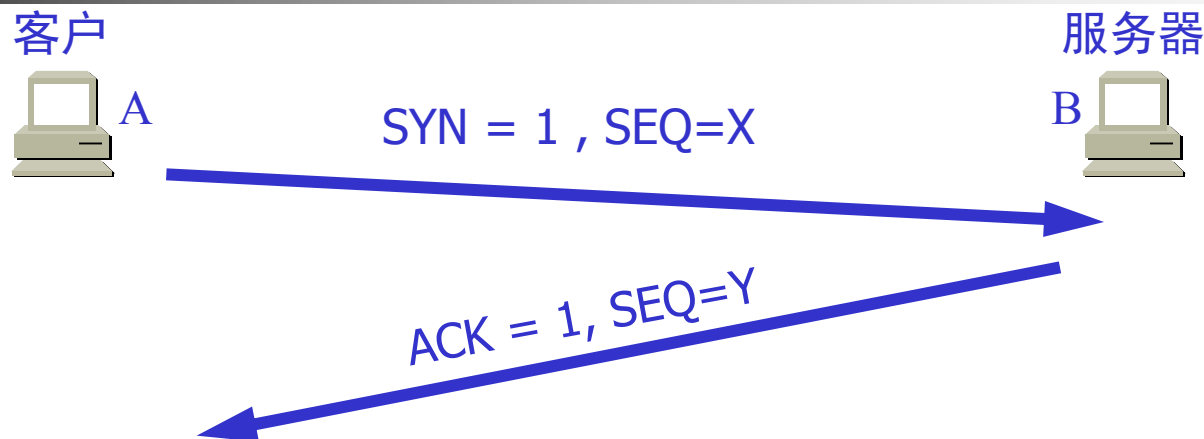 客户
服务器
A
B
SYN = 1 , SEQ=X
ACK = 1, SEQ=Y